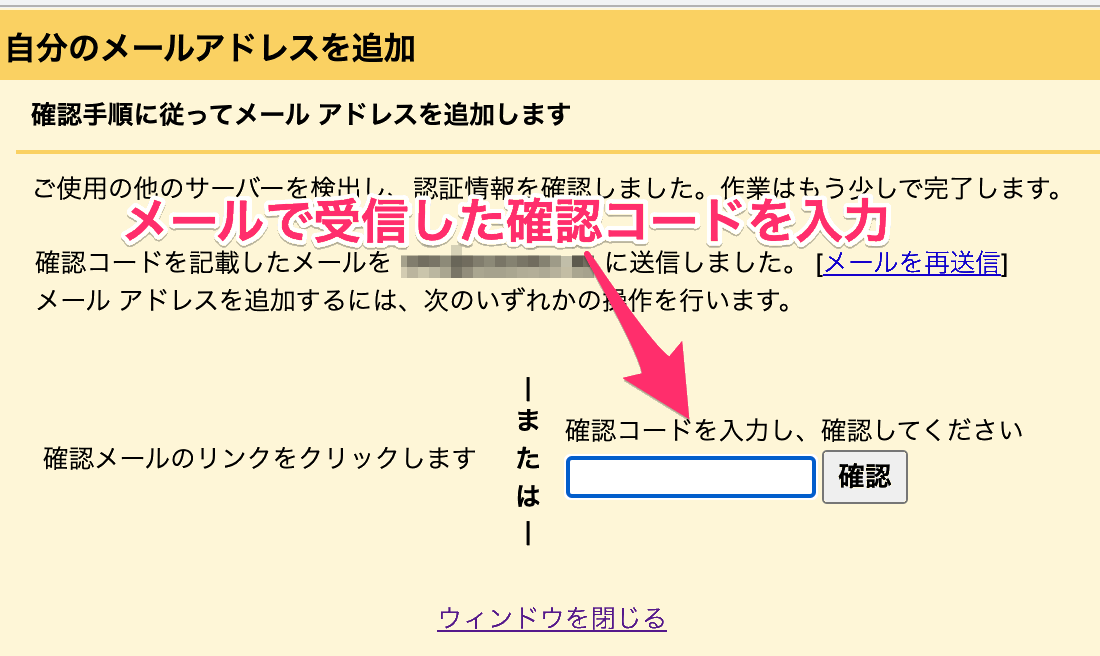 自分のメールアドレスを追加
確認手順に従ってメール アドレスを追加します
ご使用の他のサーバーを検出し、認証情報を確認しました。作業はもう少しで完了します。
メールで受信した確認コードを入力
確認コードを記載したメールを に送信しました。 [メールを再送信]
メール アドレスを追加するには、次のいずれかの操作を行います。
確認メールのリンクをクリックします
ーまたはー
確認コードを入力し、確認してください
確認
ウィンドウを閉じる